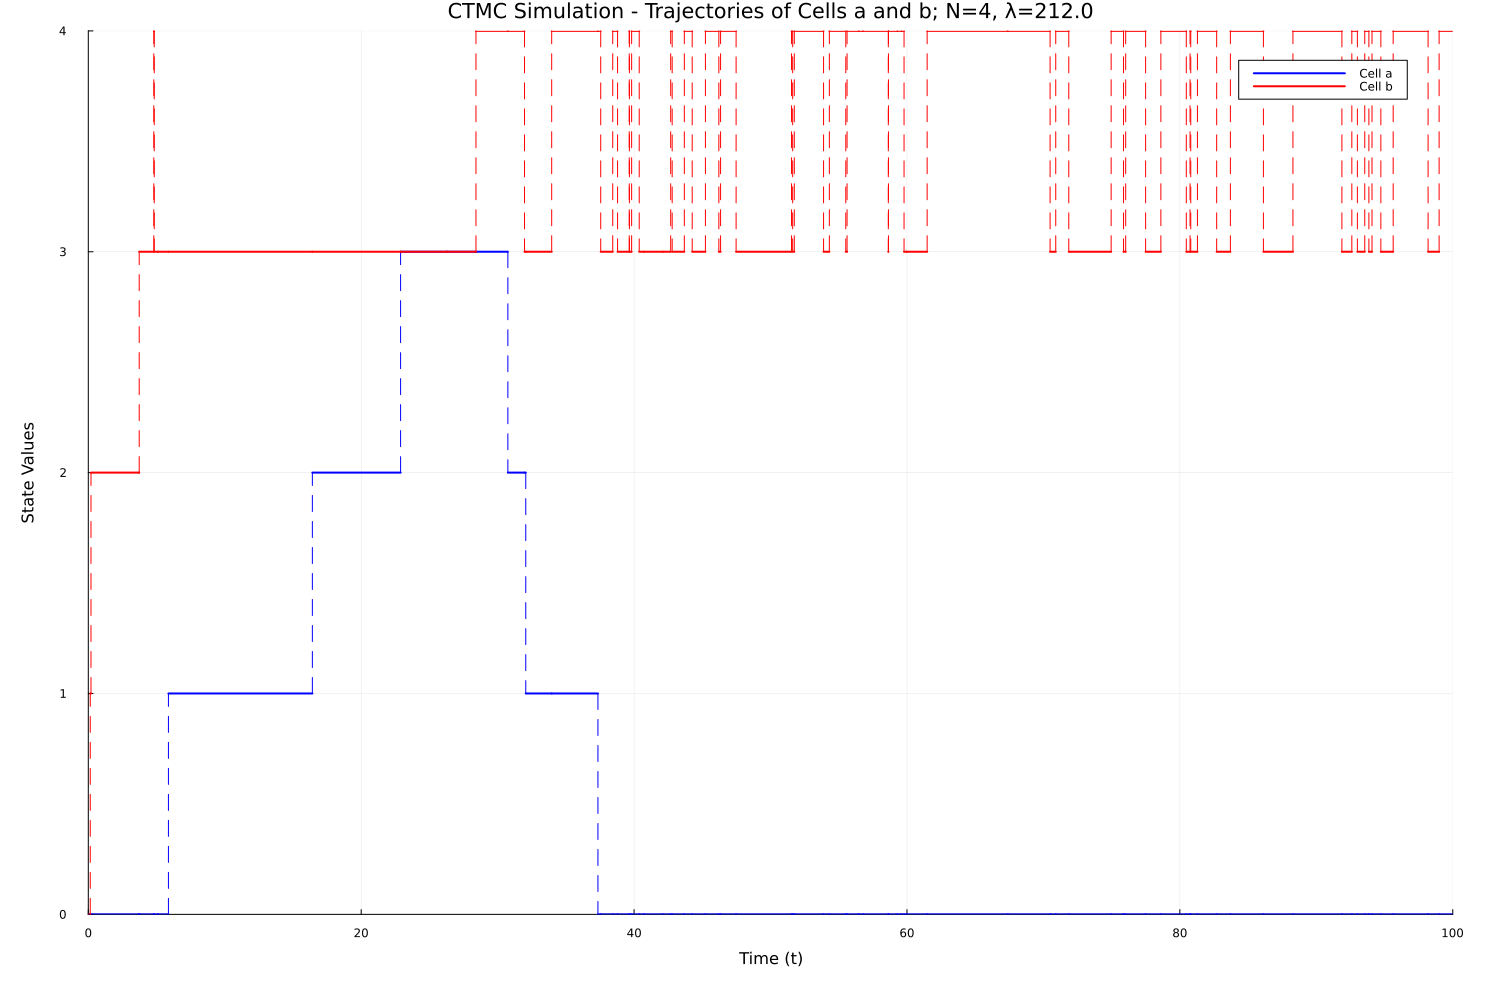 CTMC Simulation - Trajectories of Cells a and b; N=4, λ=212.0
4
Cell a
Cell b
3
State Values
2
1
0
0 20 40 60 80 100
Time (t)